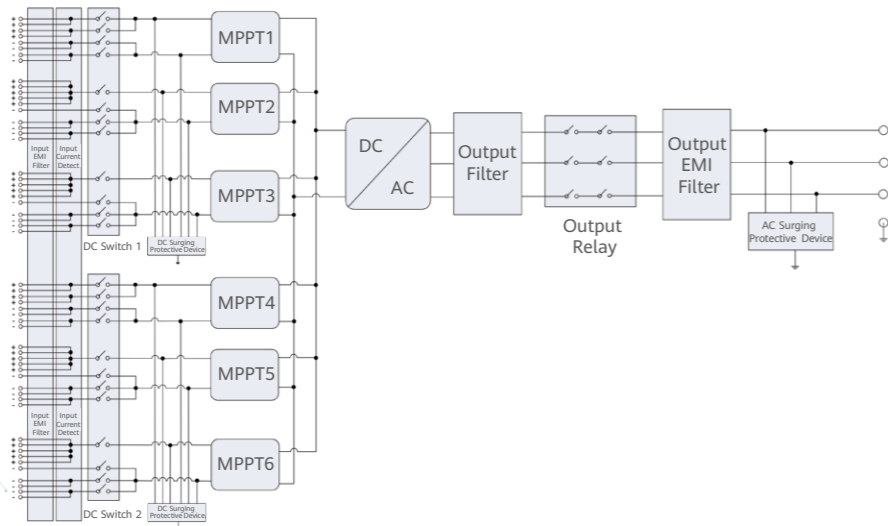 MPPT1
MPPT2
MPPT3
MPPT4
MPPT5
MPPT6
Input
EMI
Filter
Input
Current
Detect.
DC Switch 1
DC Surging
Protective Device
Input
EMI
Filter
Input
Current
Detect
DC Switch 2
DC Surging
Protective Device
DC
AC
Output
Filter
Output
Relay
Output
EMI
Filter
AC Surging
Protective Device